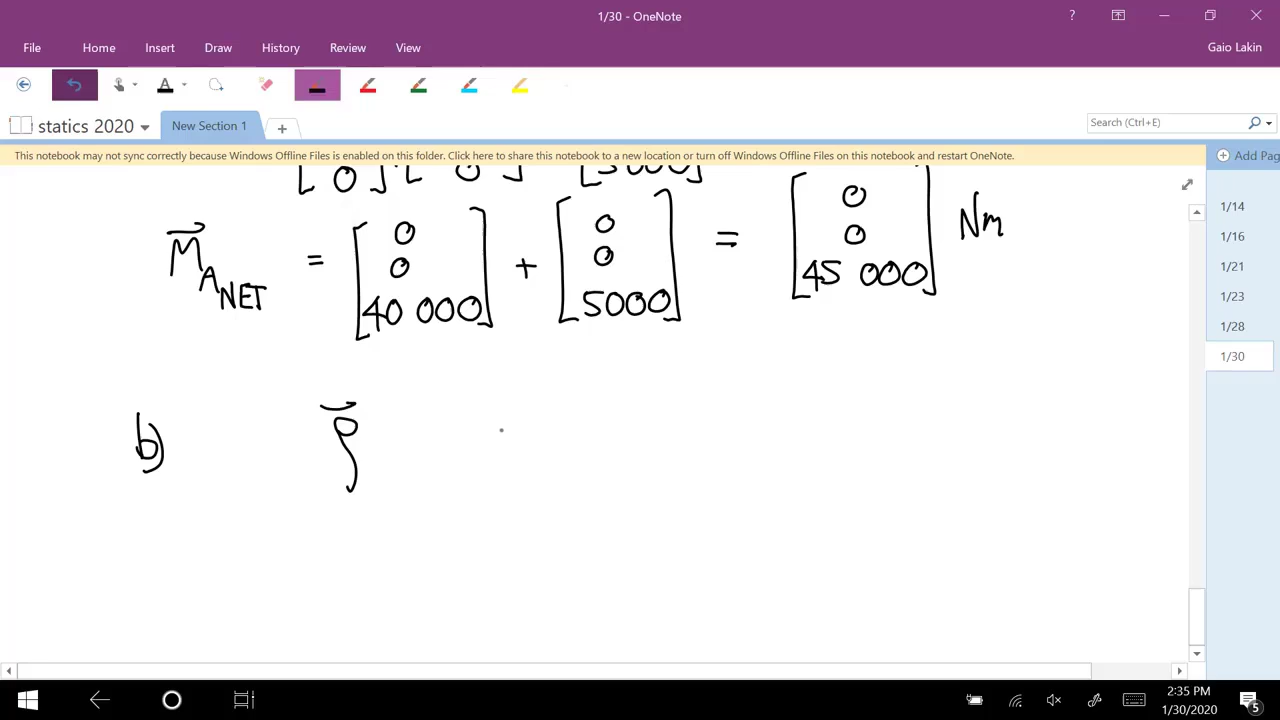 1/30 - OneNote
?
File Home Insert Draw History Review View
Gaio Lakin
A
statics 2020
New Section 1
+
Search (Ctrl+E)
This notebook may not sync correctly because Windows Offline Files is enabled on this folder. Click here to share this notebook to a new location or turn off Windows Offline Files on this notebook and restart OneNote.
Add Pag
1/14
1/16
1/21
1/23
1/28
1/30
[ 0 ] [ 0 ] [5000]
M⃗ A NET = [0 0 40 000] + [0 0 5000] = [0 0 45 000] Nm
b)
2:35 PM
1/30/2020
5